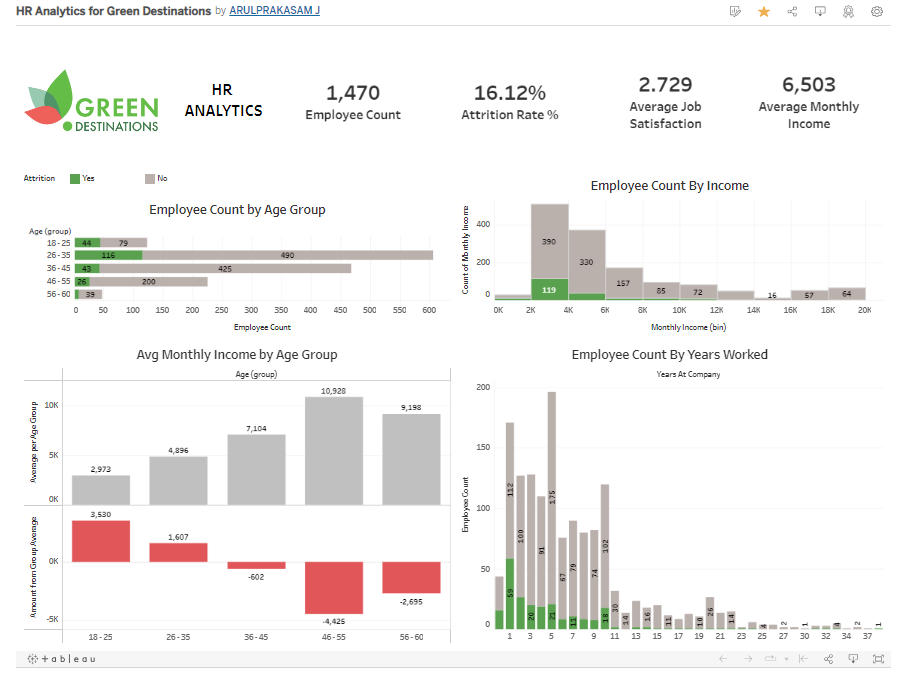 HR Analytics for Green Destinations by ARULPRAKASAM J
GREEN
DESTINATIONS
HR
ANALYTICS
1,470
Employee Count
16.12%
Attrition Rate %
2.729
Average Job
Satisfaction
6,503
Average Monthly
Income
Attrition Yes No
Employee Count by Age Group
Age (group)
18-25 44 79
26-35 116 490
36-45 43 425
46-55 26 200
56-60 39
0 50 100 150 200 250 300 350 400 450 500 550 600
Employee Count
Employee Count By Income
Count of Monthly Income
400
200
0
390
119
330
157
85
72
16
57
64
0K 2K 4K 6K 8K 10K 12K 14K 16K 18K 20K
Monthly Income (bin)
Avg Monthly Income by Age Group
Age (group)
Average per Age Group
10K
5K
0K
2,973
4,896
7,104
10,928
9,198
Amount from Group Average
0K
-5K
3,530
1,607
-602
-4,425
-2,695
18-25 26-35 36-45 46-55 56-60
Employee Count By Years Worked
Years At Company
Employee Count
200
150
100
50
0
112
59
100
20
91
175
21
67
79
11
74
102
18
30
14
16
11
10
26
14
4
2
1
4
2
1
1 3 5 7 9 11 13 15 17 19 21 23 25 27 30 32 34 37
+ableau